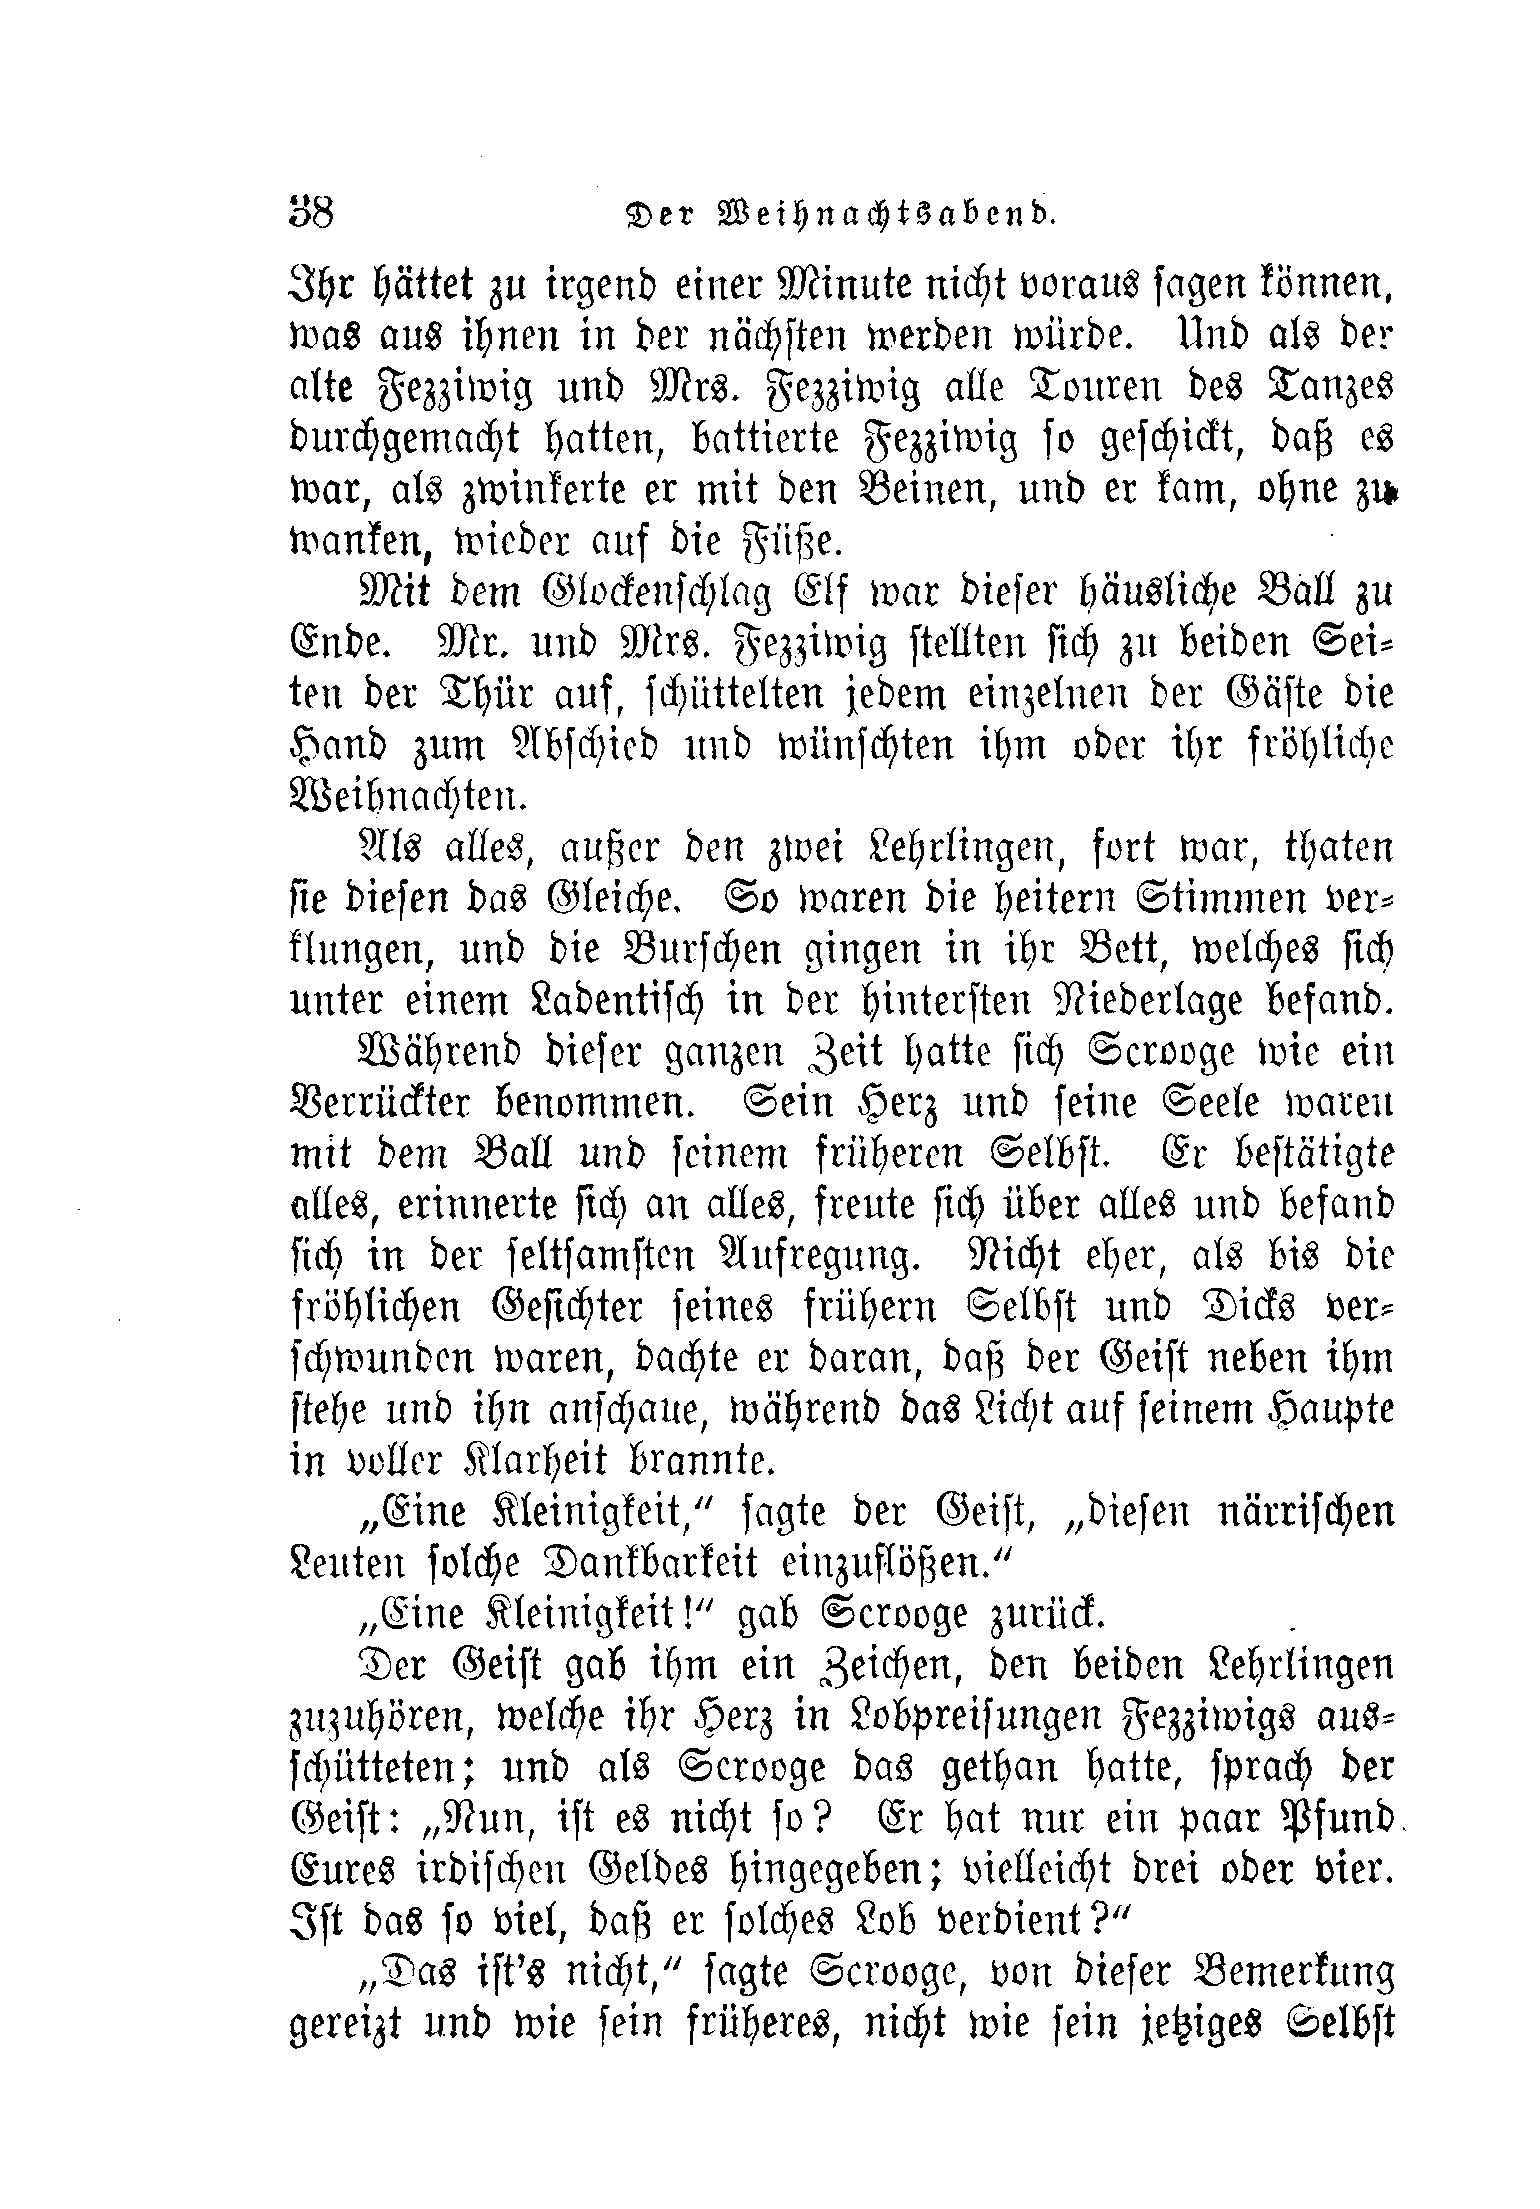 38 Der Weihnachtsabend.
Ihr hättet zu irgend einer Minute nicht voraus sagen können,
was aus ihnen in der nächsten werden würde. Und als der
alte Fezziwig und Mrs. Fezziwig alle Touren des Tanzes
durchgemacht hatten, battierte Fezziwig so geschickt, daß es
war, als zwinkerte er mit den Beinen, und er kam, ohne zu
wanken, wieder auf die Füße.
Mit dem Glockenschlag Elf war dieser häusliche Ball zu
Ende. Mr. und Mrs. Fezziwig stellten sich zu beiden Sei-
ten der Thür auf, schüttelten jedem einzelnen der Gäste die
Hand zum Abschied und wünschten ihm oder ihr fröhliche
Weihnachten.
Als alles, außer den zwei Lehrlingen, fort war, thaten
sie diesen das Gleiche. So waren die heitern Stimmen ver-
klungen, und die Burschen gingen in ihr Bett, welches sich
unter einem Ladentisch in der hintersten Niederlage befand.
Während dieser ganzen Zeit hatte sich Scrooge wie ein
Verrückter benommen. Sein Herz und seine Seele waren
mit dem Ball und seinem früheren Selbst. Er bestätigte
alles, erinnerte sich an alles, freute sich über alles und befand
sich in der seltsamsten Aufregung. Nicht eher, als bis die
fröhlichen Gesichter seines frühern Selbst und Dicks ver-
schwunden waren, dachte er daran, daß der Geist neben ihm
stehe und ihn anschaue, während das Licht auf seinem Haupte
in voller Klarheit brannte.
„Eine Kleinigkeit,“ sagte der Geist, „diesen närrischen
Leuten solche Dankbarkeit einzuflößen.“
„Eine Kleinigkeit!“ gab Scrooge zurück.
Der Geist gab ihm ein Zeichen, den beiden Lehrlingen
zuzuhören, welche ihr Herz in Lobpreisungen Fezziwigs aus-
schütteten; und als Scrooge das gethan hatte, sprach der
Geist: „Nun, ist es nicht so? Er hat nur ein paar Pfund
Eures irdischen Geldes hingegeben; vielleicht drei oder vier.
Ist das so viel, daß er solches Lob verdient?“
„Das ist's nicht,“ sagte Scrooge, von dieser Bemerkung
gereizt und wie sein früheres, nicht wie sein jetziges Selbst